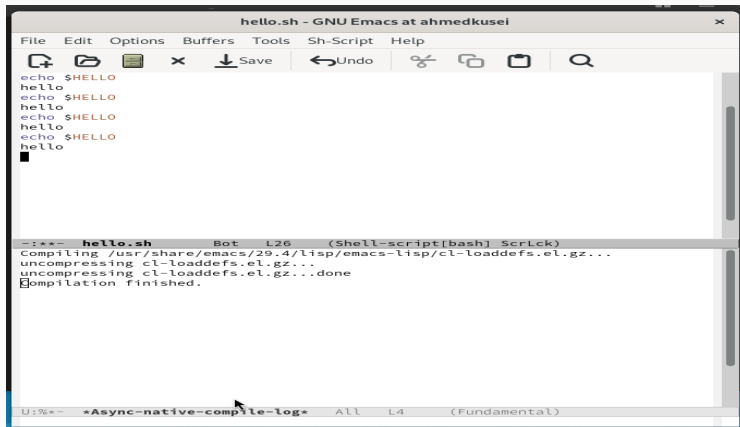 hello.sh - GNU Emacs at ahmedkusei ×
File Edit Options Buffers Tools Sh-Script Help
Save Undo
echo $HELLO
hello
echo $HELLO
hello
echo $HELLO
hello
echo $HELLO
hello
-:**- hello.sh Bot L26 (Shell-script[bash] ScrLck)
Compiling /usr/share/emacs/29.4/lisp/emacs-lisp/cl-loaddefs.el.gz...
uncompressing cl-loaddefs.el.gz...
uncompressing cl-loaddefs.el.gz...done
Compilation finished.
U:%*- *Async-native-compile-log* All L4 (Fundamental)